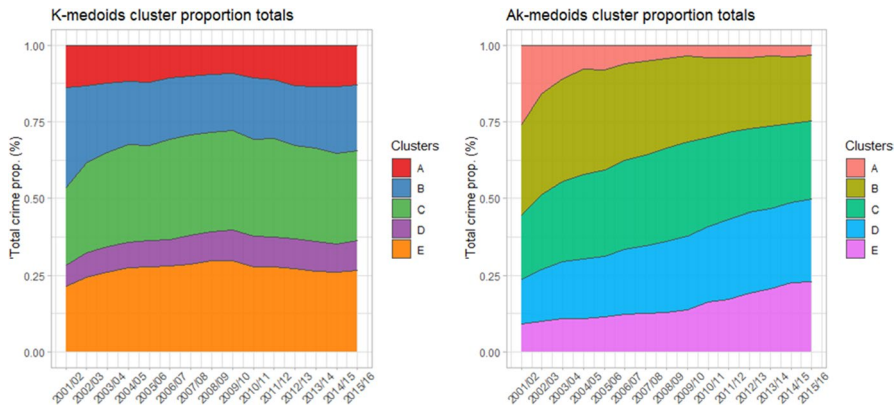 K-medoids cluster proportion totals
"Total crime prop. (%)
1.00
0.75
0.50
0.25
0.00
2001/02
2002/03
2003/04
2004/05
2005/06
2006/07
2007/08
2008/09
2009/10
2010/11
2011/12
2012/13
2013/14
2014/15
2015/16
Clusters
A
B
C
D
E
Ak-medoids cluster proportion totals
"Total crime prop. (%)
1.00
0.75
0.50
0.25
0.00
2001/02
2002/03
2003/04
2004/05
2005/06
2006/07
2007/08
2008/09
2009/10
2010/11
2011/12
2012/13
2013/14
2014/15
2015/16
Clusters
A
B
C
D
E